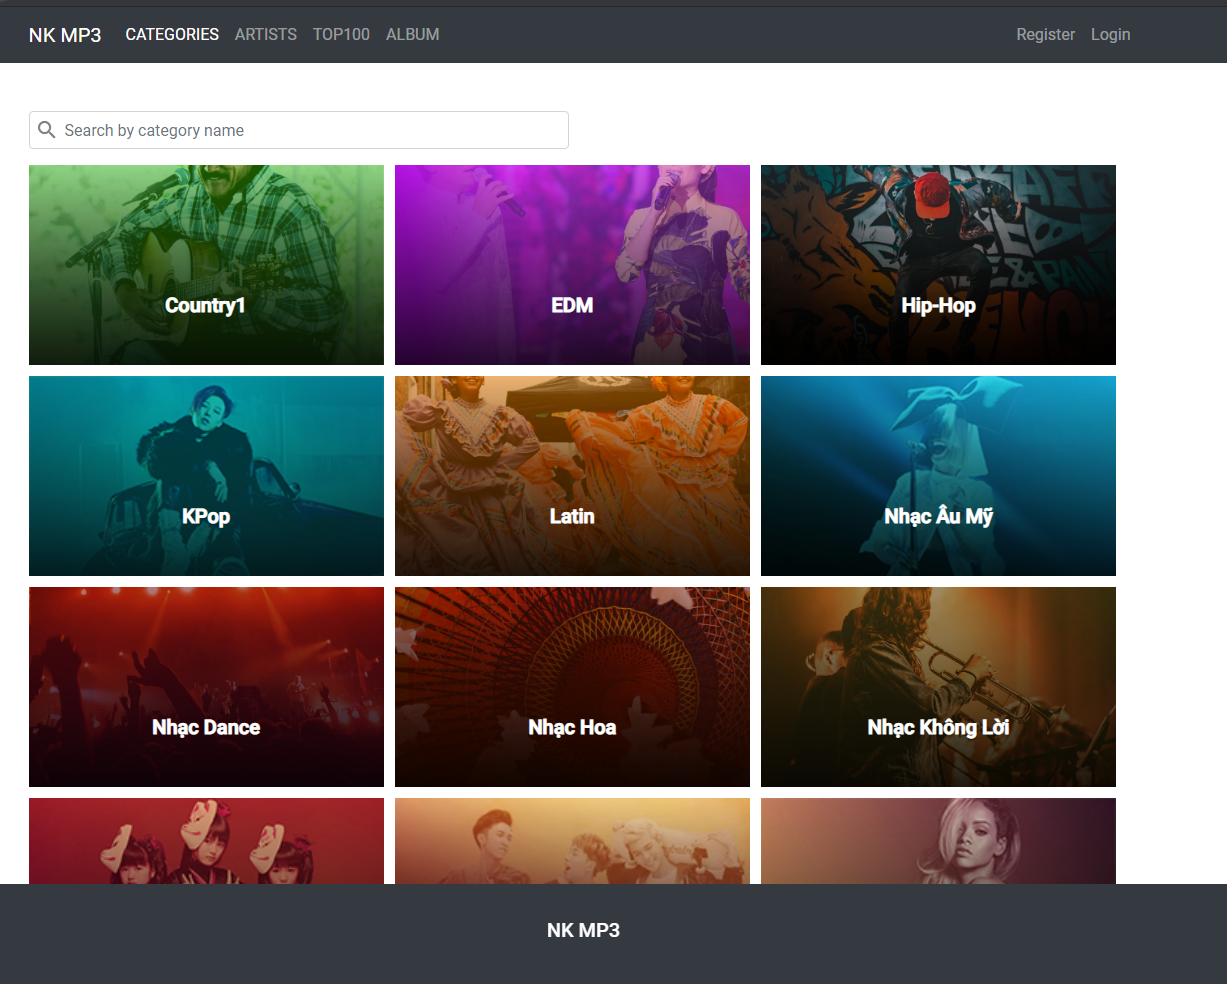 NK MP3 CATEGORIES ARTISTS TOP100 ALBUM Register Login
Search by category name
Country1
EDM
Hip-Hop
KPop
Latin
Nhạc Âu Mỹ
Nhạc Dance
Nhạc Hoa
Nhạc Không Lời
NK MP3